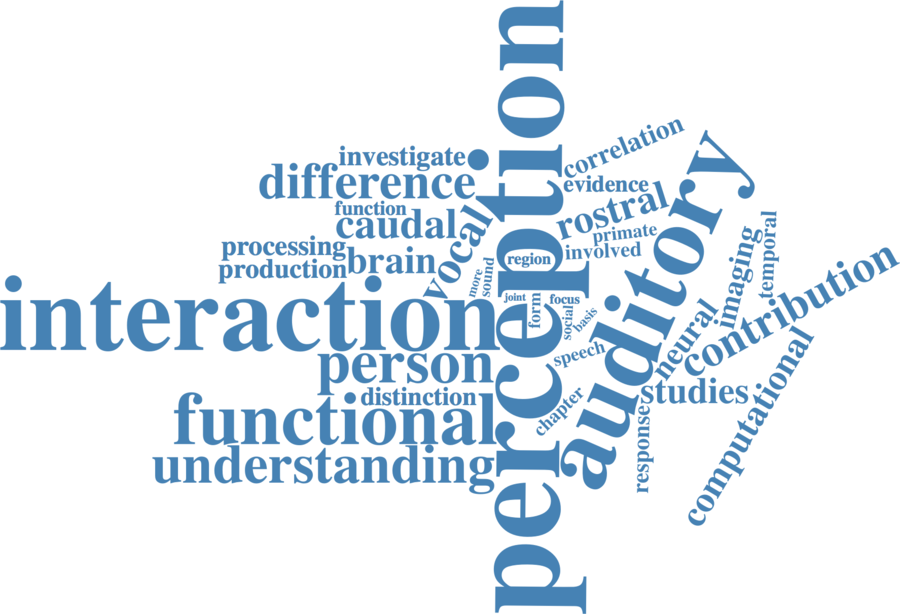 perception
correlation
investigate
auditory
difference
evidence
function
rostral
caudal
vocal
primate
processing
involved
production
brain
region
more
sound
imaging
temporal
contribution
interaction
joint
form
focus
social
basis
neural
speech
person
computational
distinction
studies
chapter
functional
response
understanding